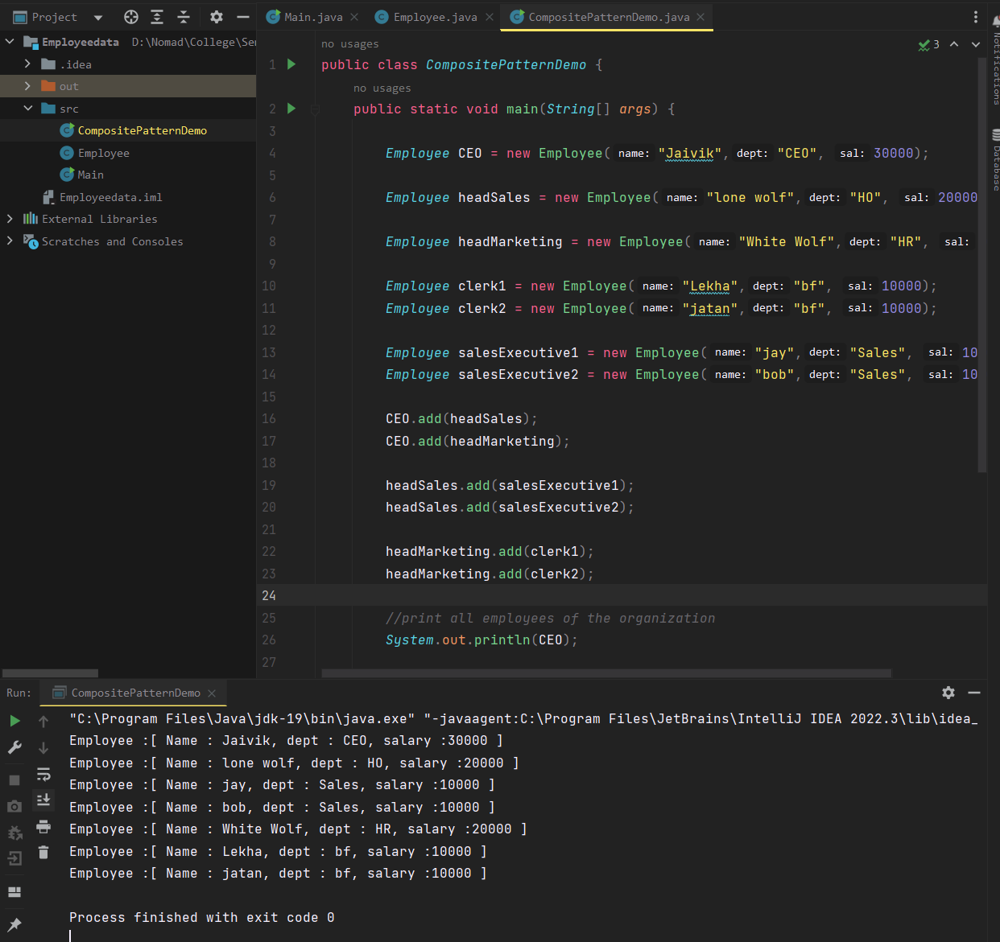 Project
Main.java
Employee.java
CompositePatternDemo.java
Employeedata D:\Nomad\College\Se
.idea
out
src
CompositePatternDemo
Employee
Main
Employeedata.iml
External Libraries
Scratches and Consoles
no usages
3
1 public class CompositePatternDemo {
no usages
2 public static void main(String[] args) {
3
4 Employee CEO = new Employee( name: "Jaivik", dept: "CEO", sal: 30000);
5
6 Employee headSales = new Employee( name: "lone wolf", dept: "HO", sal: 20000
7
8 Employee headMarketing = new Employee( name: "White Wolf", dept: "HR", sal:
9
10 Employee clerk1 = new Employee( name: "Lekha", dept: "bf", sal: 10000);
11 Employee clerk2 = new Employee( name: "jatan", dept: "bf", sal: 10000);
12
13 Employee salesExecutive1 = new Employee( name: "jay", dept: "Sales", sal: 10
14 Employee salesExecutive2 = new Employee( name: "bob", dept: "Sales", sal: 10
15
16 CEO.add(headSales);
17 CEO.add(headMarketing);
18
19 headSales.add(salesExecutive1);
20 headSales.add(salesExecutive2);
21
22 headMarketing.add(clerk1);
23 headMarketing.add(clerk2);
24
25 //print all employees of the organization
26 System.out.println(CEO);
27
Notifications
Database
Run: CompositePatternDemo
"C:\Program Files\Java\jdk-19\bin\java.exe" "-javaagent:C:\Program Files\JetBrains\IntelliJ IDEA 2022.3\lib\idea_
Employee :[ Name : Jaivik, dept : CEO, salary :30000 ]
Employee :[ Name : lone wolf, dept : HO, salary :20000 ]
Employee :[ Name : jay, dept : Sales, salary :10000 ]
Employee :[ Name : bob, dept : Sales, salary :10000 ]
Employee :[ Name : White Wolf, dept : HR, salary :20000 ]
Employee :[ Name : Lekha, dept : bf, salary :10000 ]
Employee :[ Name : jatan, dept : bf, salary :10000 ]
Process finished with exit code 0